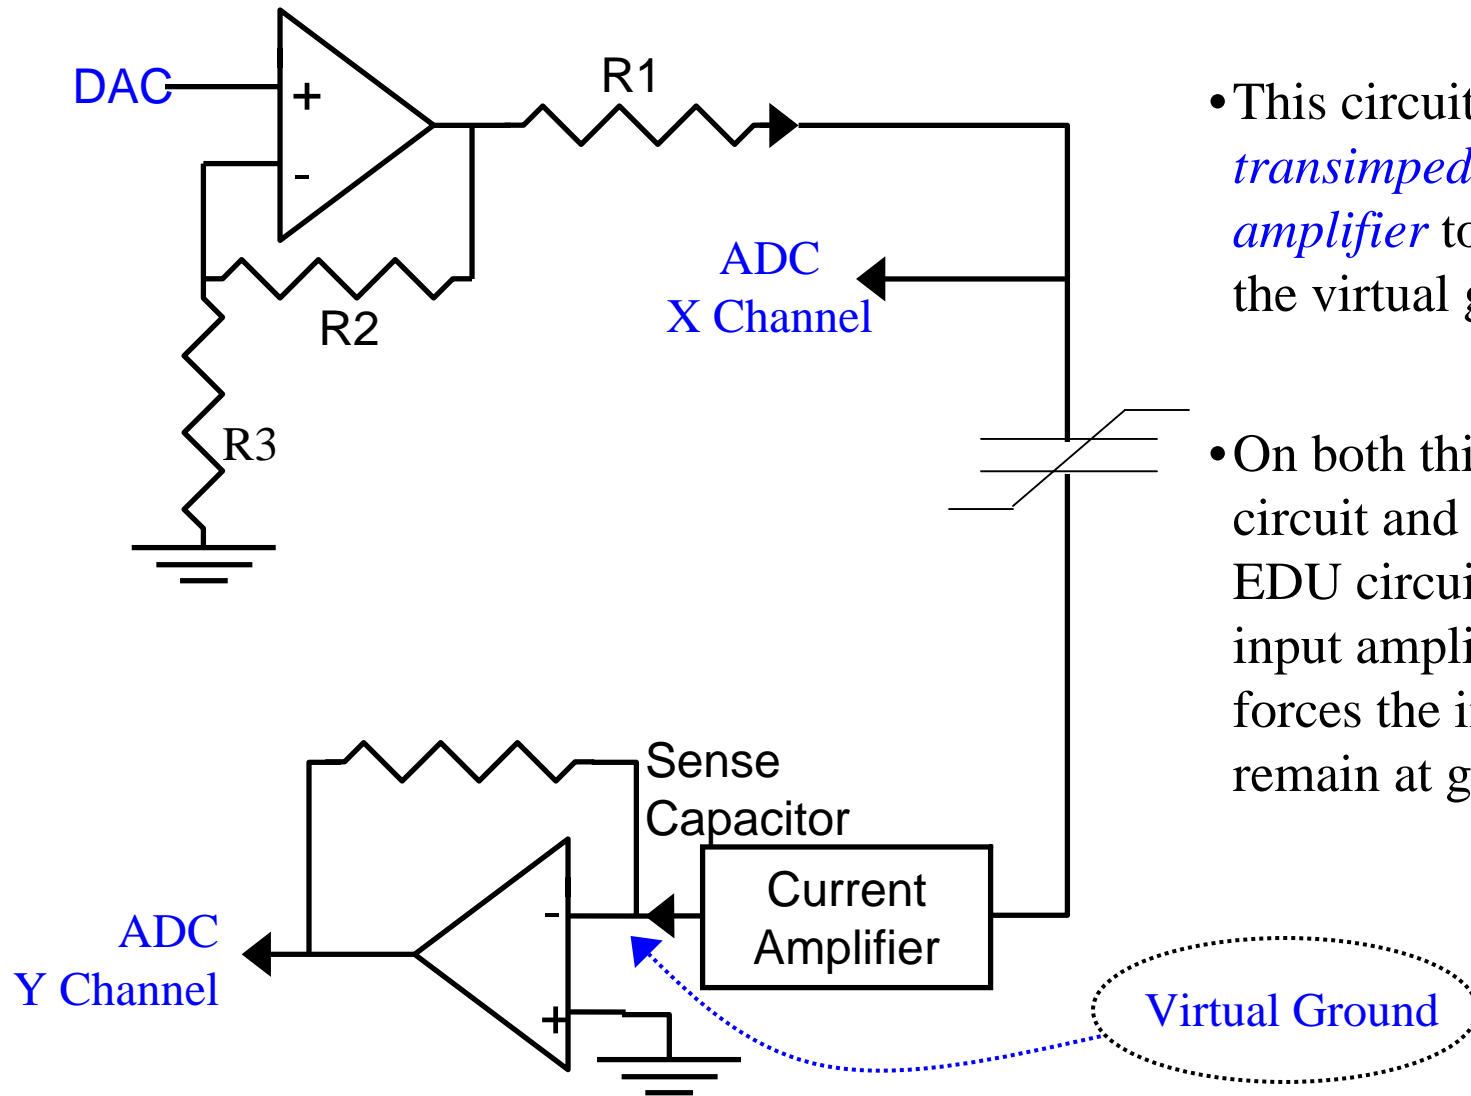 DAC
+
-
R1
R2
R3
ADC
X Channel
Sense
Capacitor
Current
Amplifier
-
+
ADC
Y Channel
Virtual Ground
•This circuit
transimped
amplifier to
the virtual g
•On both thi
circuit and
EDU circui
input ampli
forces the i
remain at g